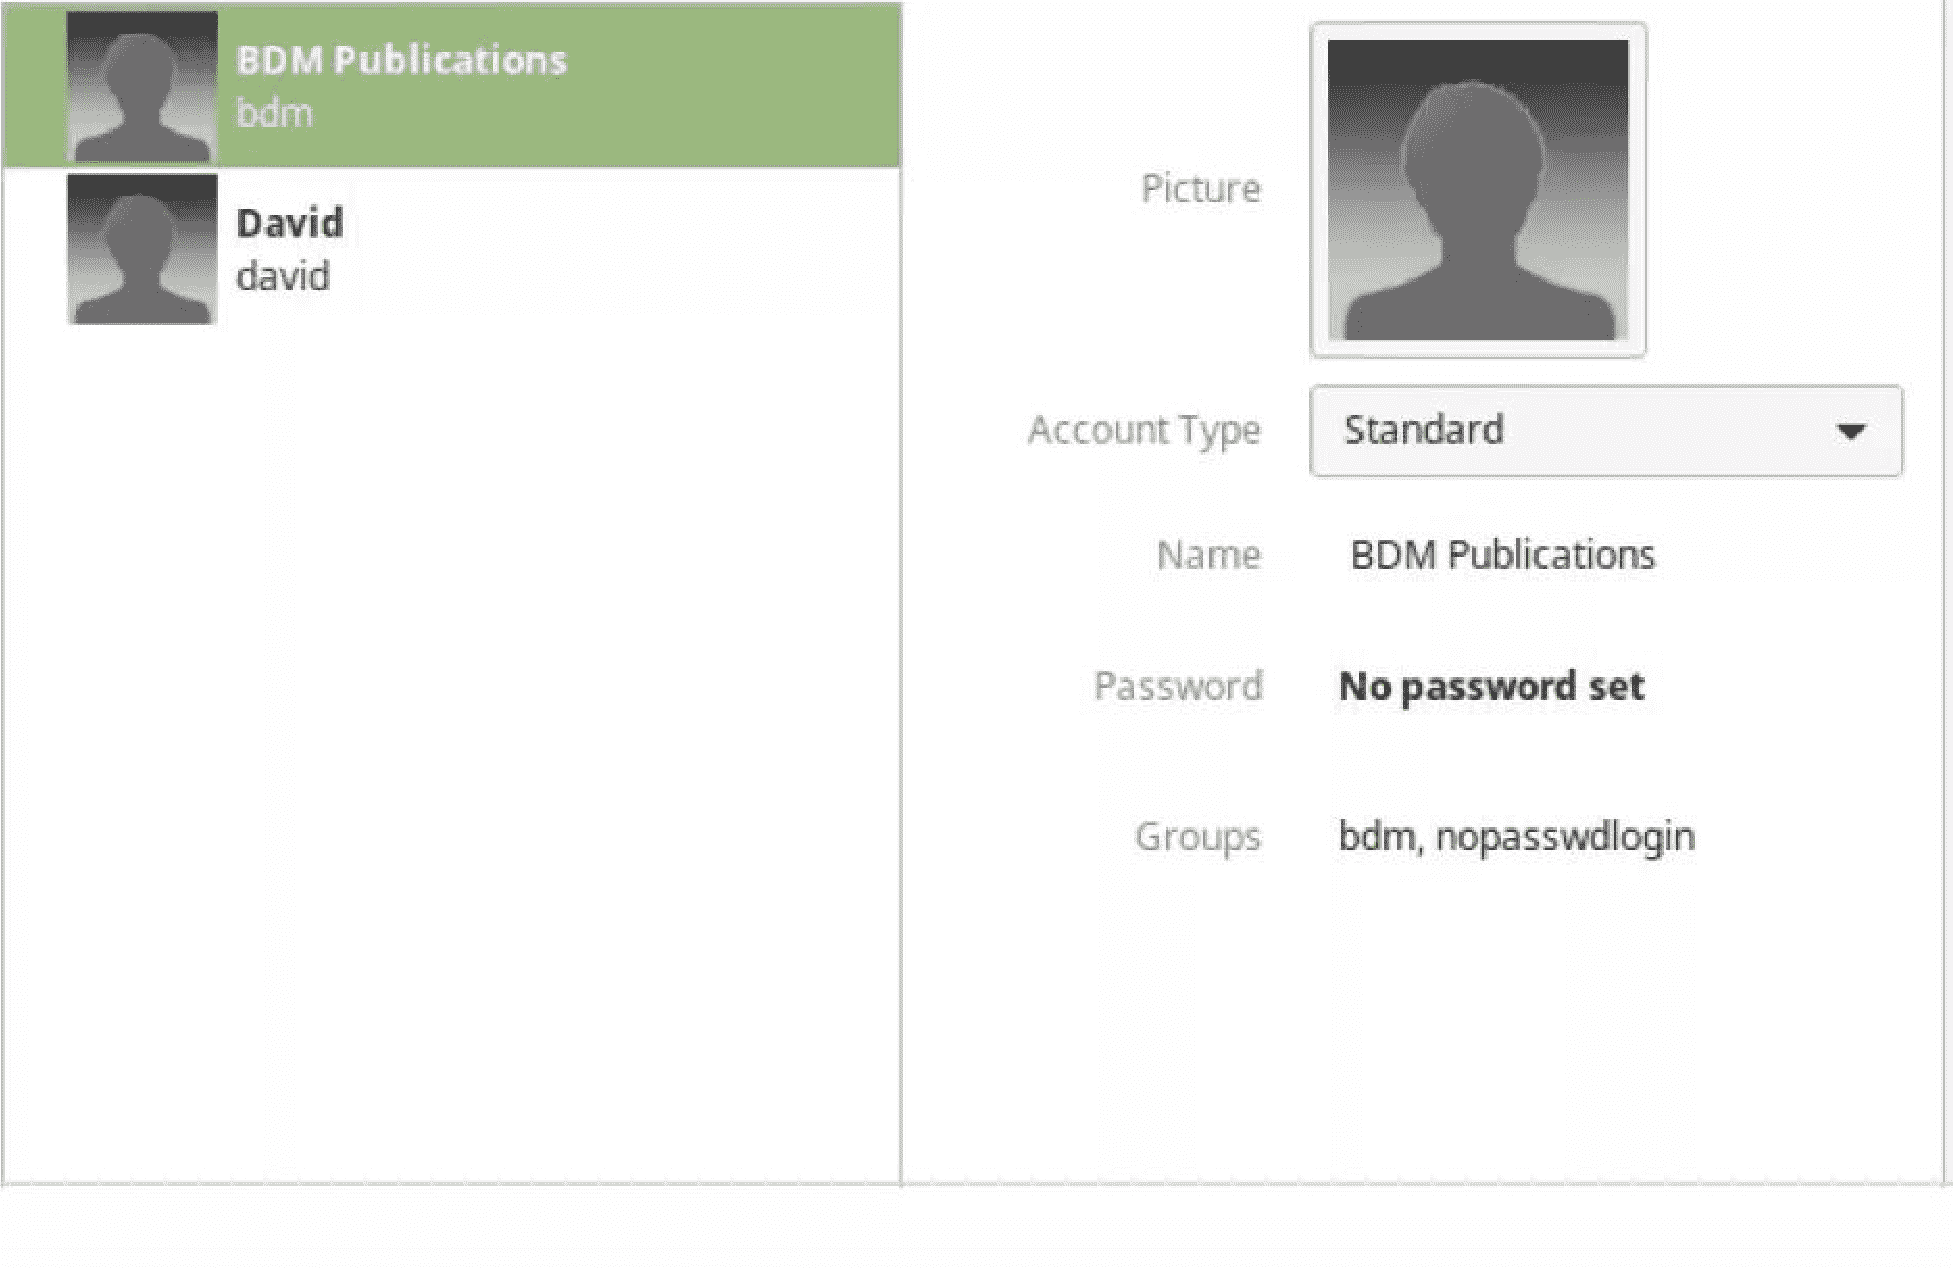 BDM Publications
bdm
David
david
Picture
Account Type Standard
Name BDM Publications
Password No password set
Groups bdm, nopasswdlogin